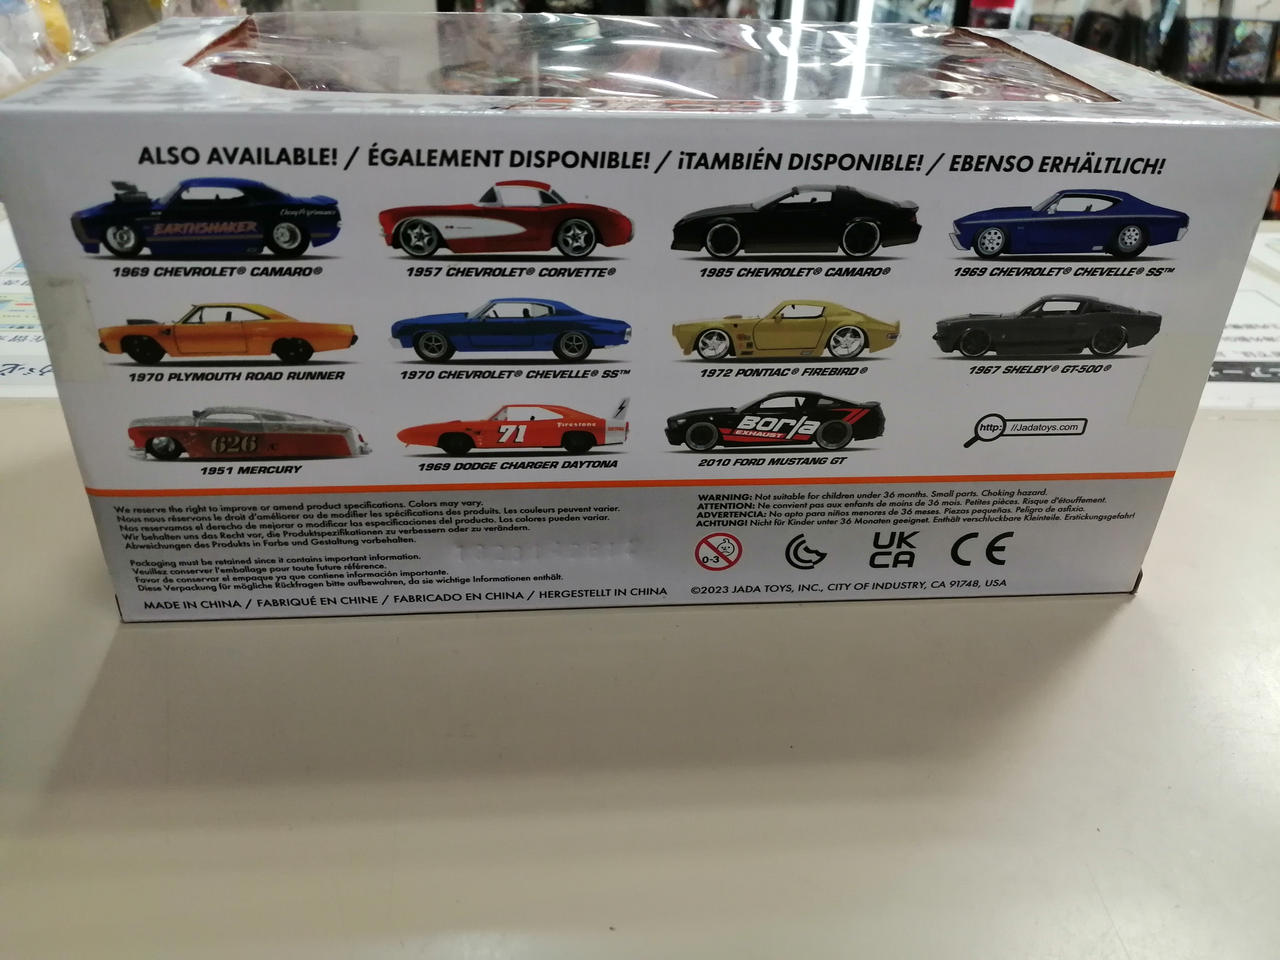 ALSO AVAILABLE! / ÉGALEMENT DISPONIBLE! / ¡TAMBIÉN DISPONIBLE! / EBENSO ERHÄLTLICH!
EARTHSHAKER
1969 CHEVROLET® CAMARO®
1957 CHEVROLET® CORVETTE®
1985 CHEVROLET® CAMARO®
1969 CHEVROLET® CHEVELLE® SS™
1970 PLYMOUTH ROAD RUNNER
1970 CHEVROLET® CHEVELLE® SS™
1972 PONTIAC® FIREBIRD®
1967 SHELBY® GT-500®
626
1951 MERCURY
71
Firestone
1969 DODGE CHARGER DAYTONA
Borla
EXHAUST
2010 FORD MUSTANG GT
http: //Jadatoys.com
We reserve the right to improve or amend product specifications. Colors may vary.
Nous nous réservons le droit d'améliorer ou de modifier les spécifications des produits. Les couleurs peuvent varier.
Nos reservamos el derecho de mejorar o modificar las especificaciones del producto. Los colores pueden variar.
Wir behalten uns das Recht vor, die Produktspezifikationen zu verbessern oder zu verändern.
Abweichungen des Produkts in Farbe und Gestaltung vorbehalten.
Packaging must be retained since it contains important information.
Veuillez conserver l'emballage pour toute future référence.
Favor de conservar el empaque ya que contiene información importante.
Diese Verpackung für mögliche Rückfragen bitte aufbewahren, da sie wichtige Informationen enthält.
MADE IN CHINA / FABRIQUÉ EN CHINE / FABRICADO EN CHINA / HERGESTELLT IN CHINA
WARNING: Not suitable for children under 36 months. Small parts. Choking hazard.
ATTENTION: Ne convient pas aux enfants de moins de 36 mois. Petites pièces. Risque d'étouffement.
ADVERTENCIA: No apto para niños menores de 36 meses. Piezas pequeñas. Peligro de asfixia.
ACHTUNG! Nicht für Kinder unter 36 Monaten geeignet. Enthält verschluckbare Kleinteile. Erstickungsgefahr!
0-3
UK
CA
CE
©2023 JADA TOYS, INC., CITY OF INDUSTRY, CA 91748, USA